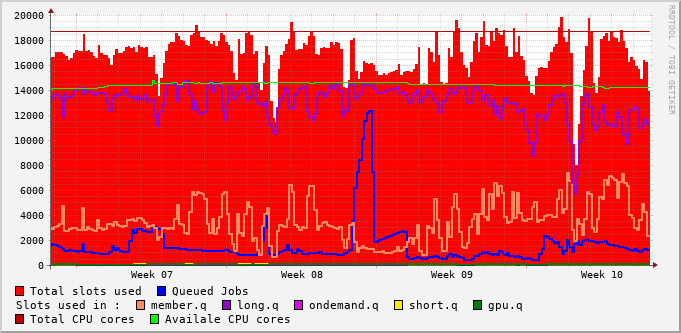 RRDTOOL / TOBI OETIKER
20000
18000
16000
14000
12000
10000
8000
6000
4000
2000
0
Week 07 Week 08 Week 09 Week 10
Total slots used Queued Jobs
Slots used in : member.q long.q ondemand.q short.q gpu.q
Total CPU cores Availale CPU cores